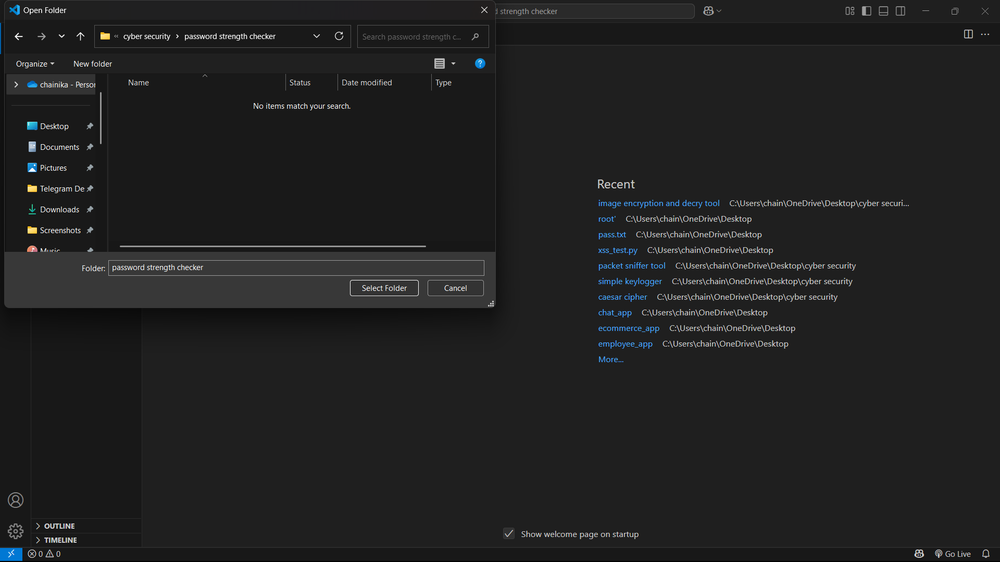 Open Folder
d strength checker
« cyber security › password strength checker
Search password strength c...
Organize
New folder
?
chainika - Person
Name
Status
Date modified
Type
No items match your search.
Desktop
Documents
Pictures
Telegram De
Downloads
Screenshots
Music
Folder: password strength checker
Select Folder
Cancel
Recent
image encryption and decry tool C:\Users\chain\OneDrive\Desktop\cyber securi...
root' C:\Users\chain\OneDrive\Desktop
pass.txt C:\Users\chain\OneDrive\Desktop
xss_test.py C:\Users\chain\OneDrive\Desktop
packet sniffer tool C:\Users\chain\OneDrive\Desktop\cyber security
simple keylogger C:\Users\chain\OneDrive\Desktop\cyber security
caesar cipher C:\Users\chain\OneDrive\Desktop\cyber security
chat_app C:\Users\chain\OneDrive\Desktop
ecommerce_app C:\Users\chain\OneDrive\Desktop
employee_app C:\Users\chain\OneDrive\Desktop
More...
Show welcome page on startup
OUTLINE
TIMELINE
0 0
Go Live